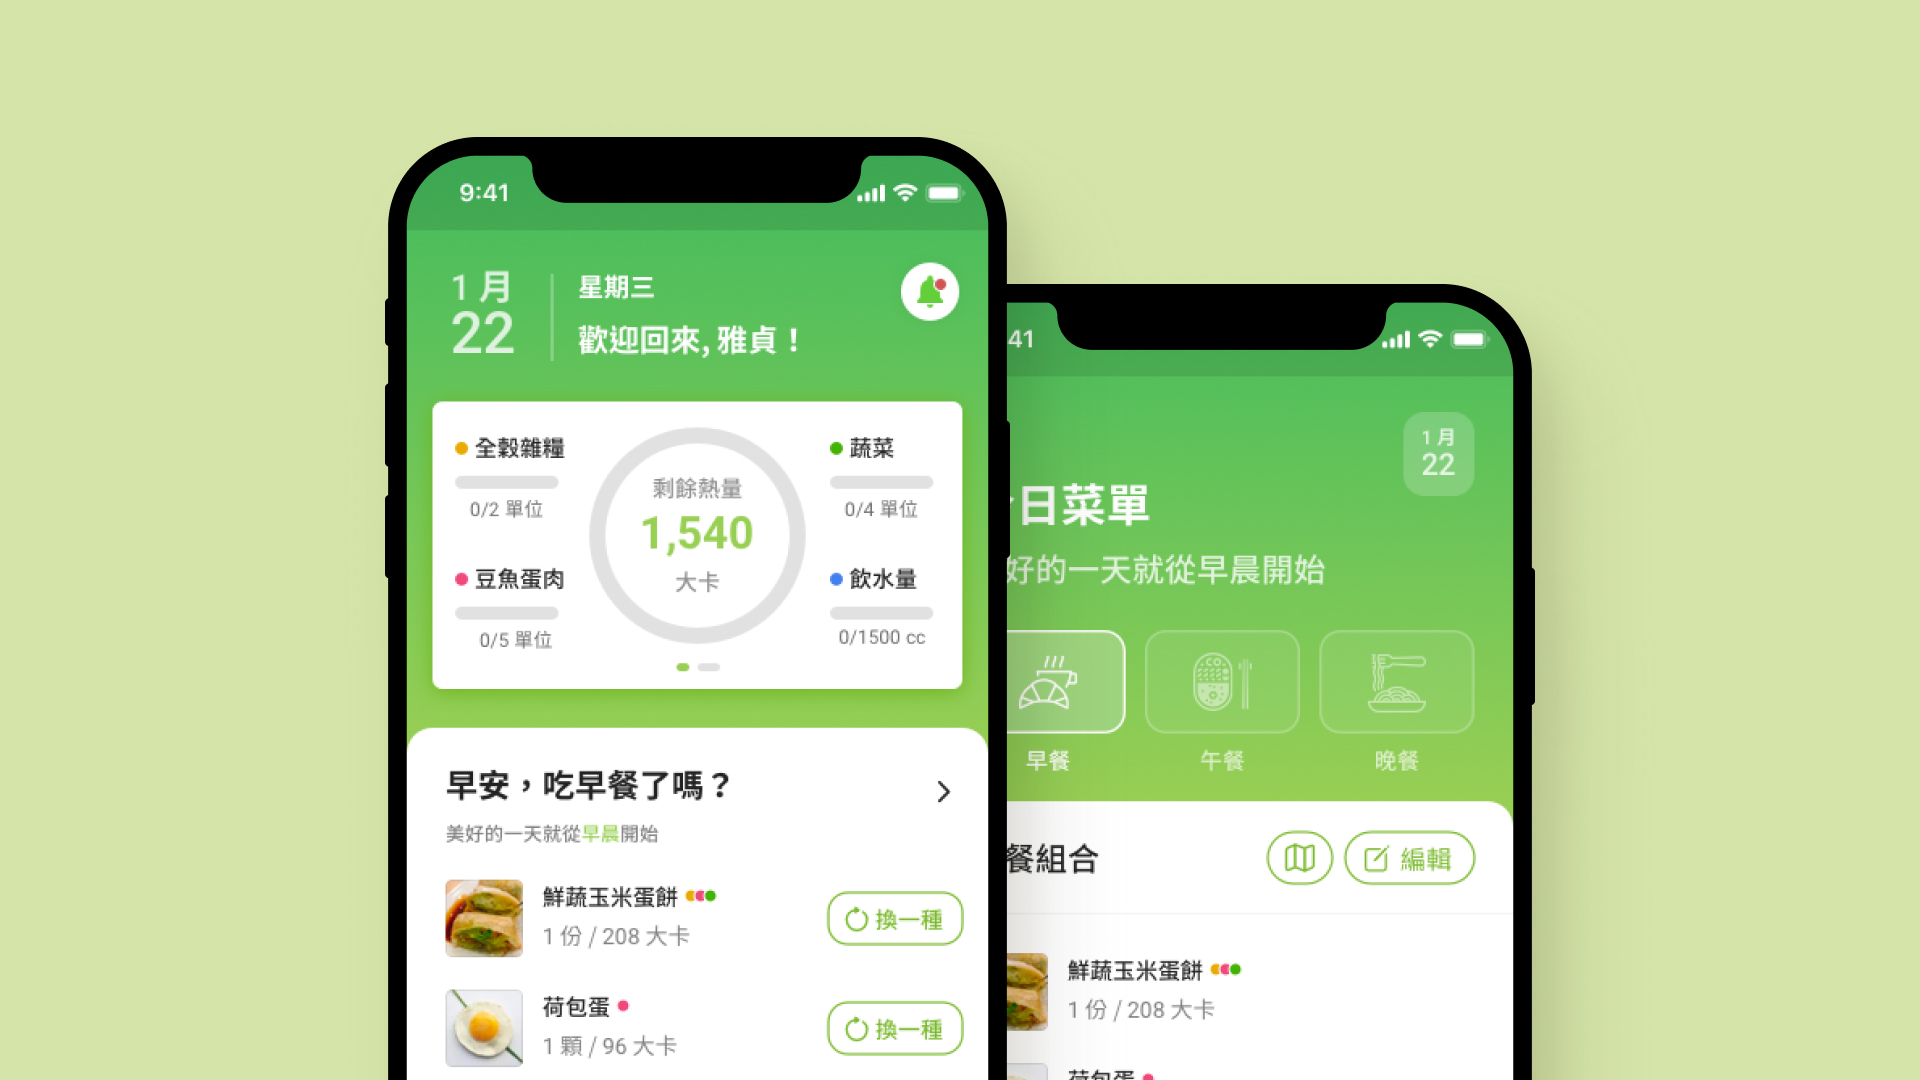 9:41
1 月
22
星期三
歡迎回來, 雅貞！
全穀雜糧
0/2 單位
豆魚蛋肉
0/5 單位
剩餘熱量
1,540
大卡
蔬菜
0/4 單位
飲水量
0/1500 cc
早安，吃早餐了嗎？
美好的一天就從早晨開始
鮮蔬玉米蛋餅
1 份 / 208 大卡
換一種
荷包蛋
1 顆 / 96 大卡
換一種
41
1 月
22
日菜單
好的一天就從早晨開始
早餐
午餐
晚餐
餐組合
編輯
鮮蔬玉米蛋餅
1 份 / 208 大卡
荷包蛋